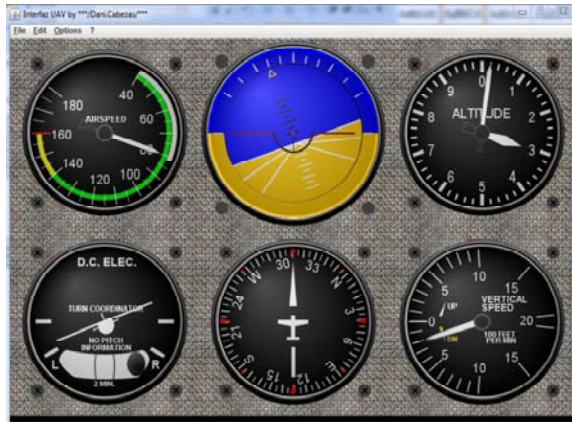 Interfaz UAV by ***/Dani.Cabezas/***
File Edit Options ?
40
60
80
100
120
140
160
180
AIRSPEED
0
1
2
3
4
5
6
7
8
9
ALTITUDE
D.C. ELEC.
TURN COORDINATOR
NO PITCH
INFORMATION
L R
2 MIN.
30
33
N
3
6
E
12
15
S
21
24
W
0
5
10
15
20
15
10
5
UP
DN
VERTICAL
SPEED
100 FEET
PER MIN